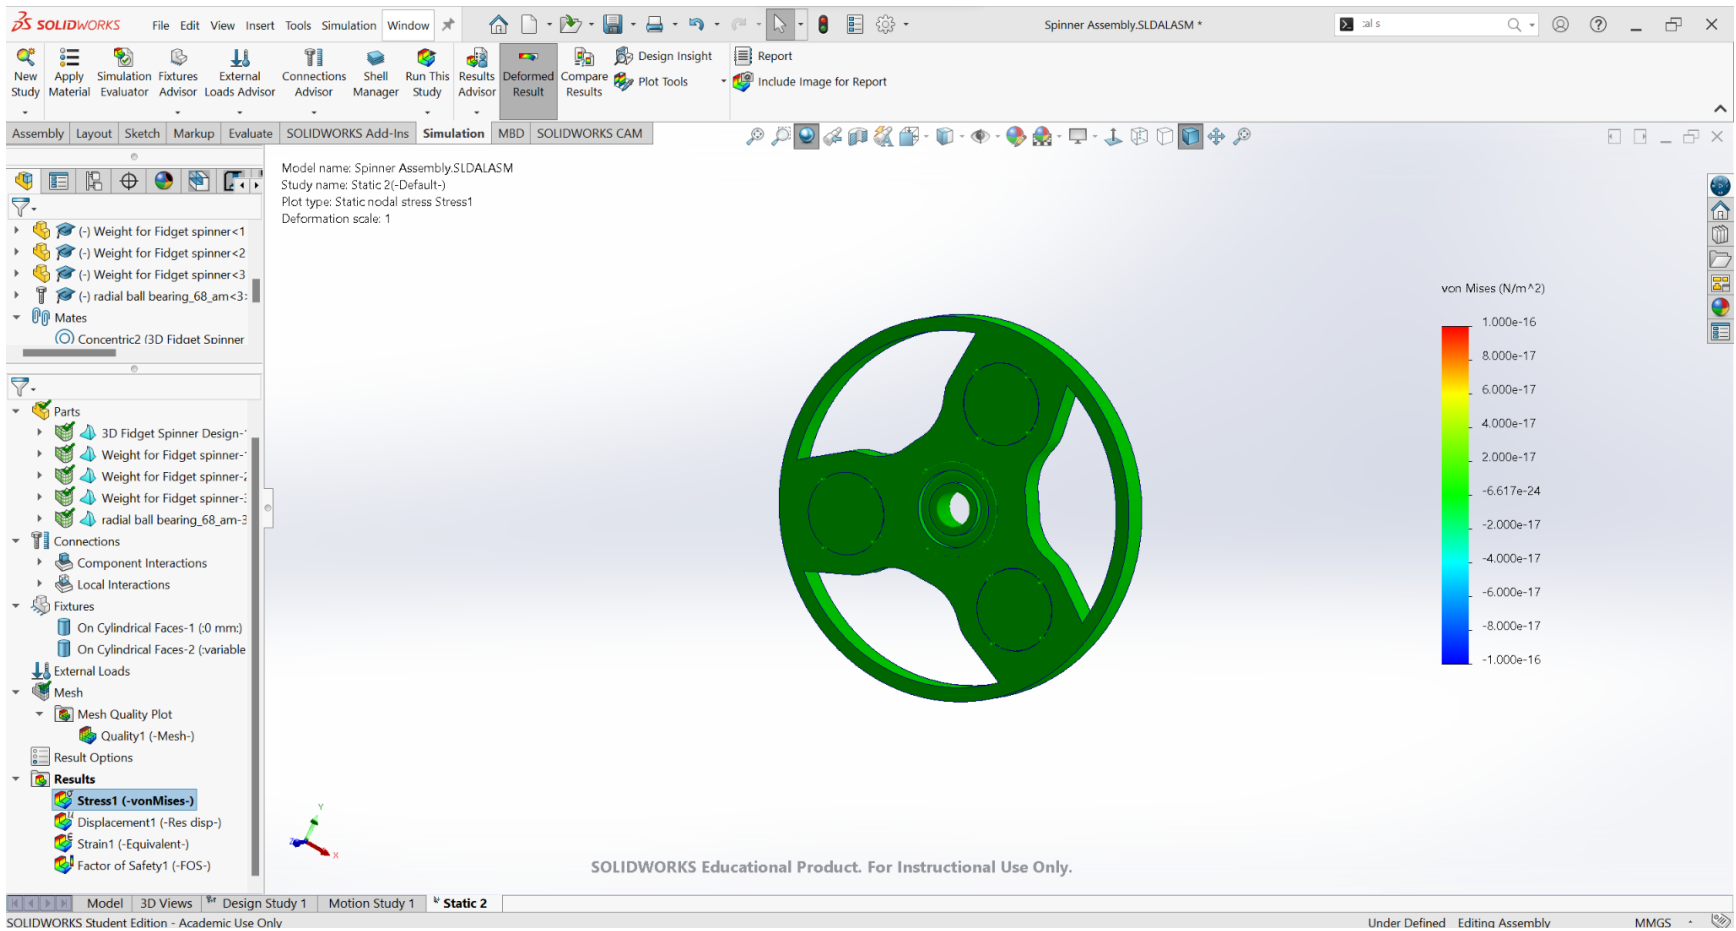 SOLIDWORKS File Edit View Insert Tools Simulation Window
Spinner Assembly.SLDALASM *
New Study
Apply Material
Simulation Evaluator
Fixtures Advisor
External Loads Advisor
Connections Advisor
Shell Manager
Run This Study
Results Advisor
Deformed Result
Compare Results
Design Insight
Plot Tools
Report
Include Image for Report
Assembly Layout Sketch Markup Evaluate SOLIDWORKS Add-Ins Simulation MBD SOLIDWORKS CAM
Model name: Spinner Assembly.SLDALASM
Study name: Static 2(-Default-)
Plot type: Static nodal stress Stress1
Deformation scale: 1
(-) Weight for Fidget spinner<1
(-) Weight for Fidget spinner<2
(-) Weight for Fidget spinner<3
(-) radial ball bearing_68_am<3>
Mates
Concentric2 (3D Fidget Spinner
Parts
3D Fidget Spinner Design-
Weight for Fidget spinner-
Weight for Fidget spinner-
Weight for Fidget spinner-
radial ball bearing_68_am-3
Connections
Component Interactions
Local Interactions
Fixtures
On Cylindrical Faces-1 (:0 mm:)
On Cylindrical Faces-2 (:variable
External Loads
Mesh
Mesh Quality Plot
Quality1 (-Mesh-)
Result Options
Results
Stress1 (-vonMises-)
Displacement1 (-Res disp-)
Strain1 (-Equivalent-)
Factor of Safety1 (-FOS-)
von Mises (N/m^2)
1.000e-16
8.000e-17
6.000e-17
4.000e-17
2.000e-17
-6.617e-24
-2.000e-17
-4.000e-17
-6.000e-17
-8.000e-17
-1.000e-16
Y
Z
X
SOLIDWORKS Educational Product. For Instructional Use Only.
Model 3D Views Design Study 1 Motion Study 1 Static 2
SOLIDWORKS Student Edition - Academic Use Only
Under Defined Editing Assembly MMGS